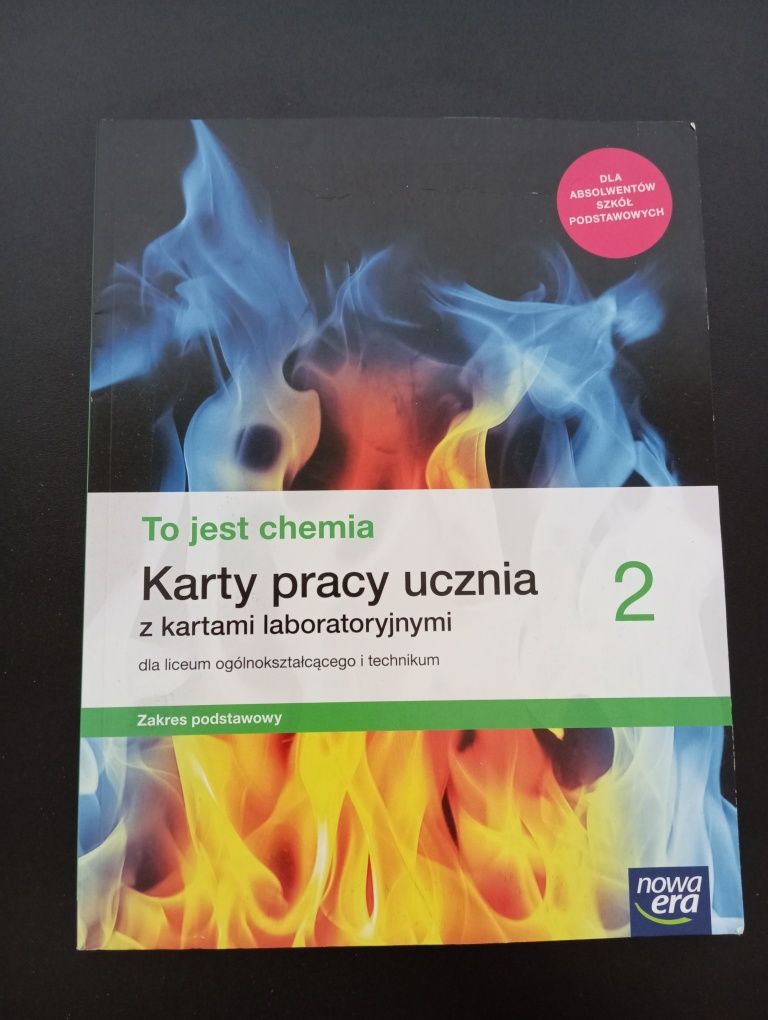 DLA
ABSOLWENTÓW
SZKÓŁ
PODSTAWOWYCH
To jest chemia
Karty pracy ucznia
z kartami laboratoryjnymi
2
dla liceum ogólnokształcącego i technikum
Zakres podstawowy
nowa
era